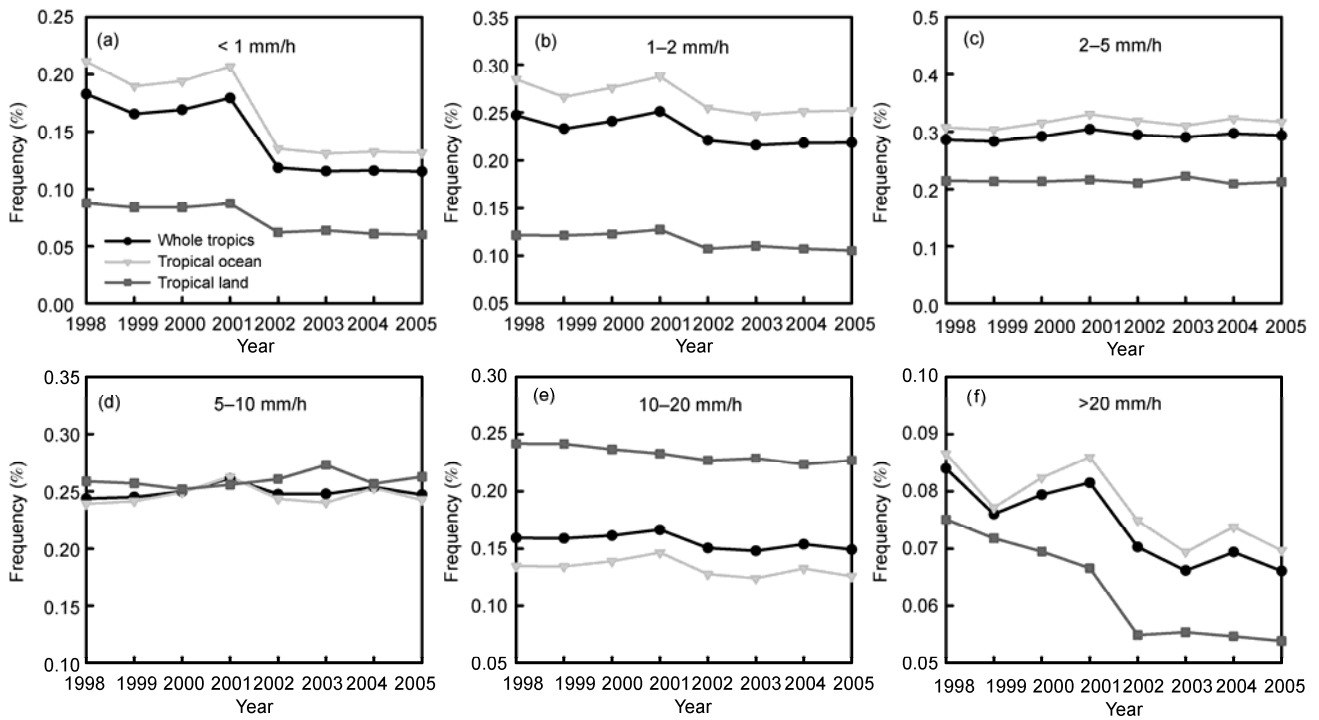 (a)
< 1 mm/h
Frequency (%)
0.25
0.20
0.15
0.10
0.05
0.00
Whole tropics
Tropical ocean
Tropical land
1998 1999 2000 2001 2002 2003 2004 2005
Year
(b)
1–2 mm/h
Frequency (%)
0.35
0.30
0.25
0.20
0.15
0.10
0.05
1998 1999 2000 2001 2002 2003 2004 2005
Year
(c)
2–5 mm/h
Frequency (%)
0.5
0.4
0.3
0.2
0.1
0.0
1998 1999 2000 2001 2002 2003 2004 2005
Year
(d)
5–10 mm/h
Frequency (%)
0.35
0.30
0.25
0.20
0.15
0.10
1998 1999 2000 2001 2002 2003 2004 2005
Year
(e)
10–20 mm/h
Frequency (%)
0.30
0.25
0.20
0.15
0.10
0.05
1998 1999 2000 2001 2002 2003 2004 2005
Year
(f)
>20 mm/h
Frequency (%)
0.10
0.09
0.08
0.07
0.06
0.05
1998 1999 2000 2001 2002 2003 2004 2005
Year